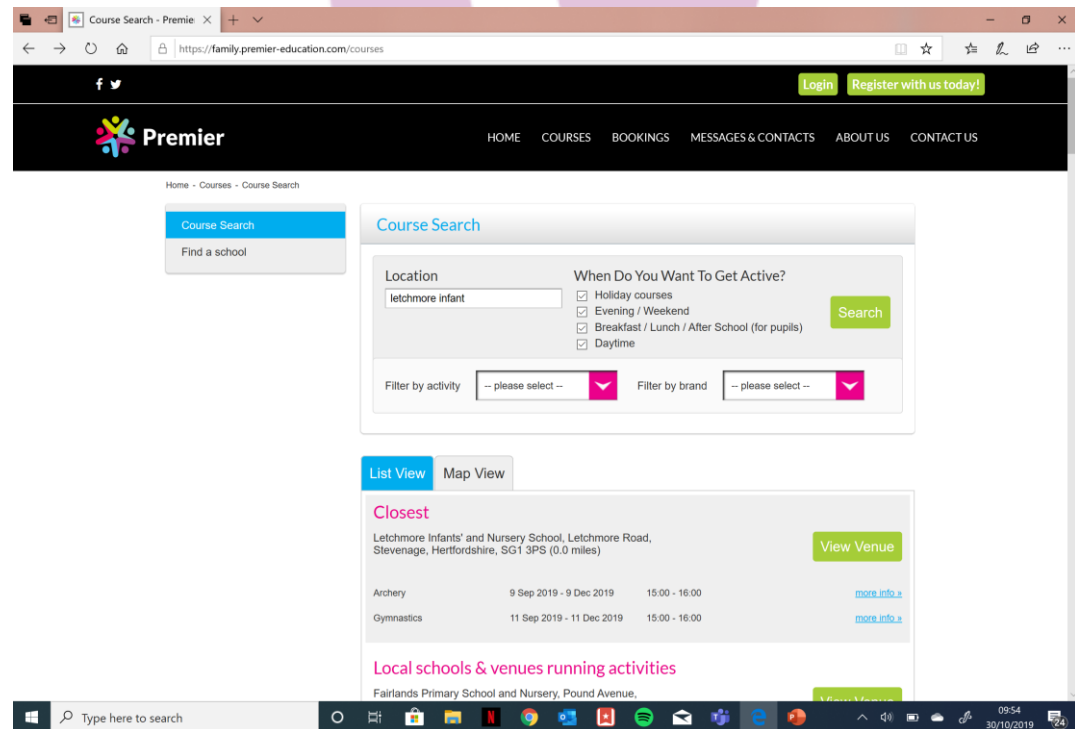 Course Search - Premie
https://family.premier-education.com/courses
Login Register with us today!
Premier
HOME COURSES BOOKINGS MESSAGES & CONTACTS ABOUT US CONTACT US
Home - Courses - Course Search
Course Search
Find a school
Course Search
Location
letchmore infant
When Do You Want To Get Active?
Holiday courses
Evening / Weekend
Breakfast / Lunch / After School (for pupils)
Daytime
Search
Filter by activity -- please select -- Filter by brand -- please select --
List View Map View
Closest
Letchmore Infants' and Nursery School, Letchmore Road,
Stevenage, Hertfordshire, SG1 3PS (0.0 miles)
View Venue
Archery 9 Sep 2019 - 9 Dec 2019 15:00 - 16:00 more info »
Gymnastics 11 Sep 2019 - 11 Dec 2019 15:00 - 16:00 more info »
Local schools & venues running activities
Fairlands Primary School and Nursery, Pound Avenue,
View Venue
Type here to search
09:54
30/10/2019
24